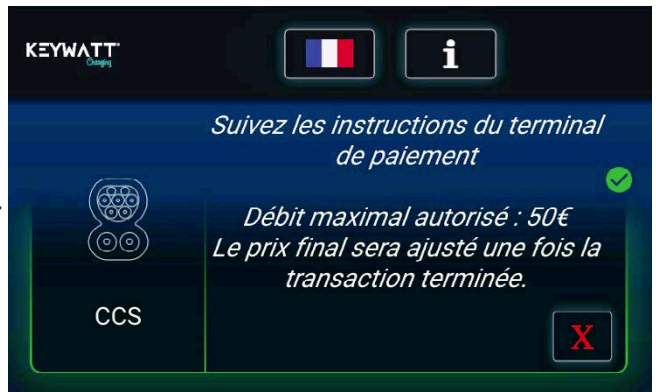 KEYWATT
Charging
i
Suivez les instructions du terminal
de paiement
Débit maximal autorisé : 50€
Le prix final sera ajusté une fois la
transaction terminée.
CCS
X